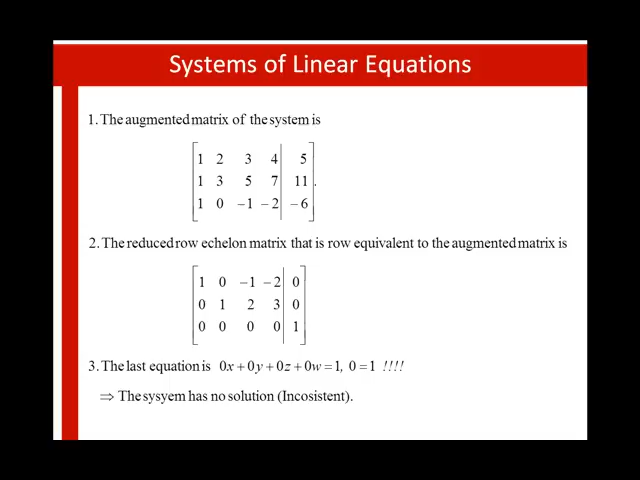 Systems of Linear Equations
1. The augmented matrix of the system is
1 2 3 4 | 5
1 3 5 7 | 11
1 0 −1 −2 | −6
.
2. The reduced row echelon matrix that is row equivalent to the augmented matrix is
1 0 −1 −2 | 0
0 1 2 3 | 0
0 0 0 0 | 1
3. The last equation is 0x + 0y + 0z + 0w = 1, 0 = 1 !!!!
⇒ The sysyem has no solution (Incosistent).